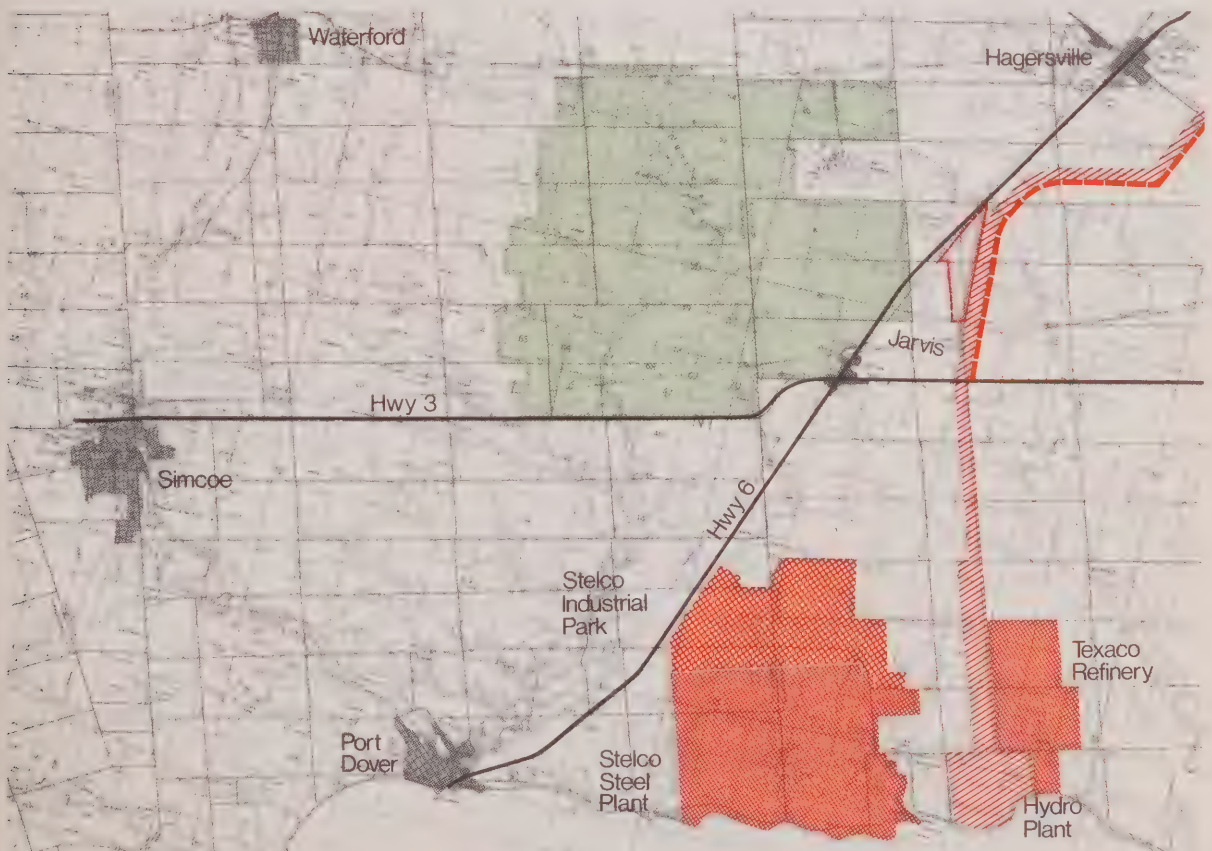 Waterford
Hagersville
Jarvis
Hwy 3
Simcoe
Hwy 6
Stelco
Industrial
Park
Texaco
Refinery
Port
Dover
Stelco
Steel
Plant
Hydro
Plant